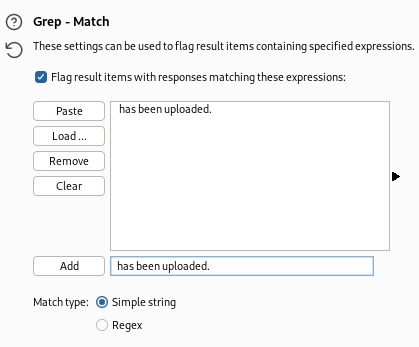 Grep - Match
These settings can be used to flag result items containing specified expressions.
Flag result items with responses matching these expressions:
Paste
has been uploaded.
Load ...
Remove
Clear
Add
has been uploaded.
Match type:
Simple string
Regex